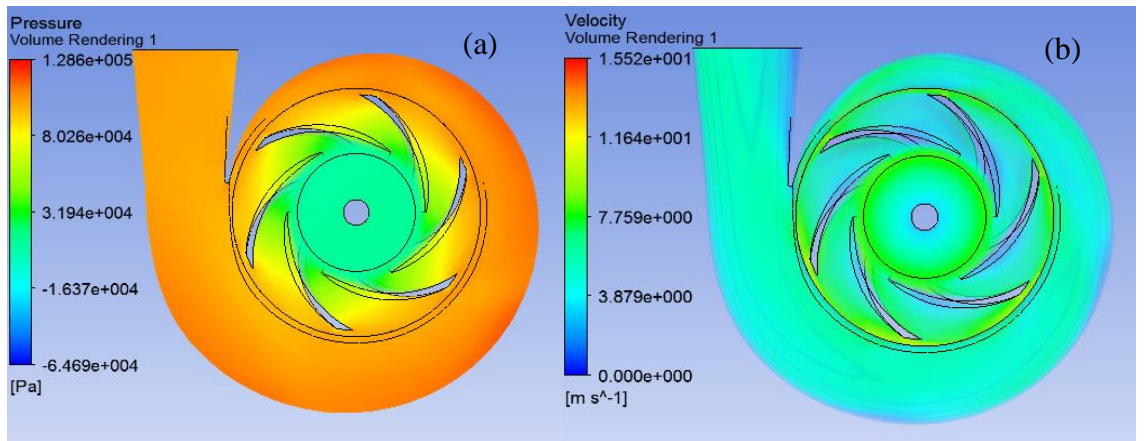 Pressure
Volume Rendering 1
(a)
1.286e+005
8.026e+004
3.194e+004
-1.637e+004
-6.469e+004
[Pa]
Velocity
Volume Rendering 1
(b)
1.552e+001
1.164e+001
7.759e+000
3.879e+000
0.000e+000
[m s^-1]